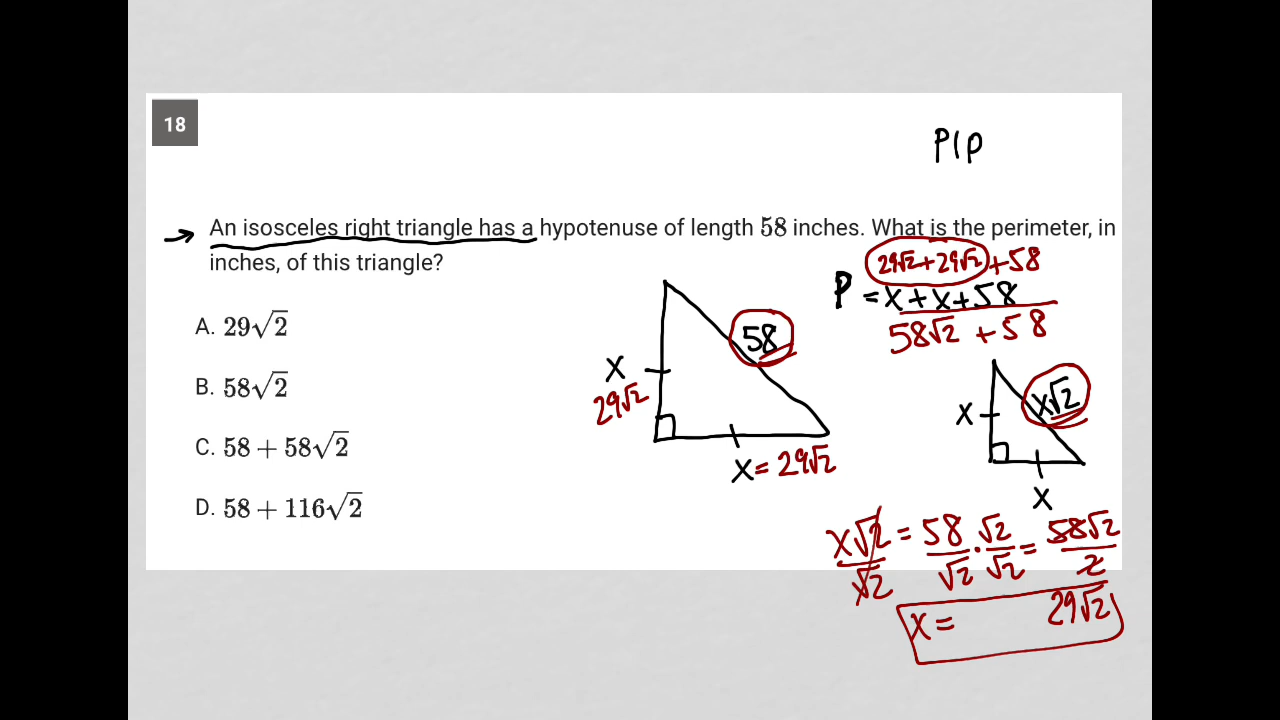 18
PIP
An isosceles right triangle has a hypotenuse of length 58 inches. What is the perimeter, in
inches, of this triangle?
29√2 + 29√2 + 58
P = x + x + 58
58√2 + 58
A. 29√2
B. 58√2
C. 58 + 58√2
D. 58 + 116√2
58
x
29√2
x = 29√2
x√2
x
x
x√2/√2 = 58/√2 · √2/√2 = 58√2/2
x = 29√2